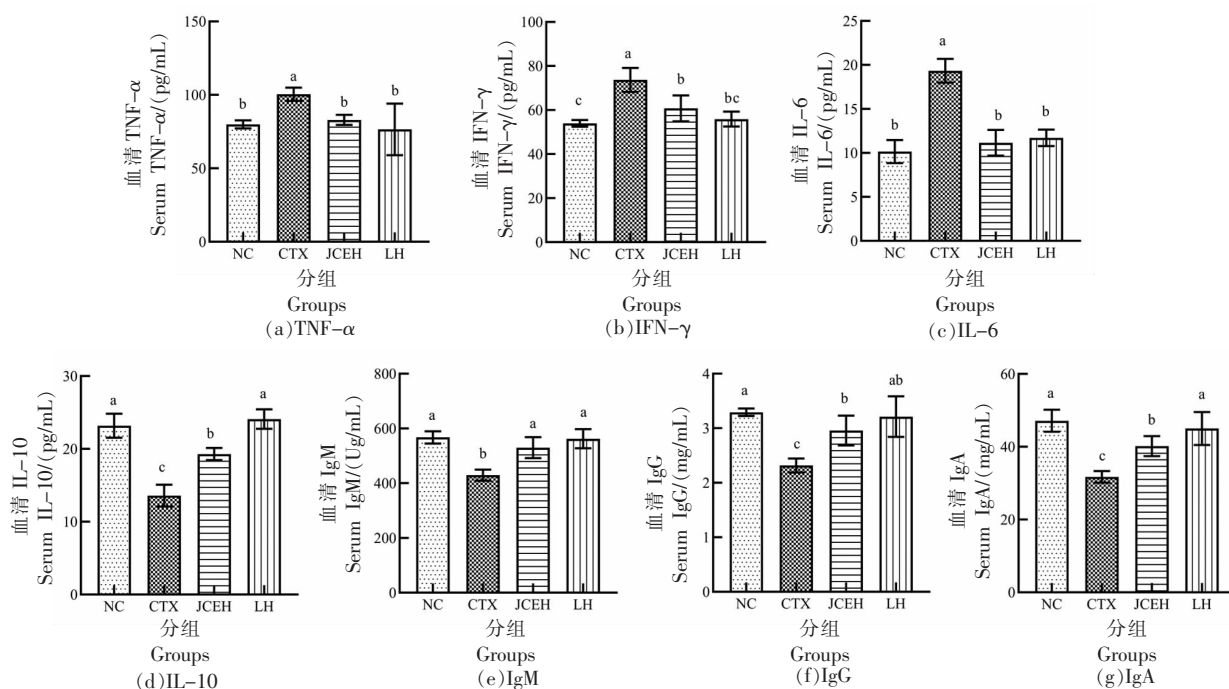 血清 TNF-α
Serum TNF-α/(pg/mL)
150
100
50
0
b
a
b
b
NC
CTX
JCEH
LH
分组
Groups
(a)TNF-α
血清 IFN-γ
Serum IFN-γ/(pg/mL)
100
80
60
40
20
0
c
a
b
bc
NC
CTX
JCEH
LH
分组
Groups
(b)IFN-γ
血清 IL-6
Serum IL-6/(pg/mL)
25
20
15
10
5
0
b
a
b
b
NC
CTX
JCEH
LH
分组
Groups
(c)IL-6
血清 IL-10
Serum IL-10/(pg/mL)
30
20
10
0
a
c
b
a
NC
CTX
JCEH
LH
分组
Groups
(d)IL-10
血清 IgM
Serum IgM/(Ug/mL)
800
600
400
400
0
a
b
a
a
NC
CTX
JCEH
LH
分组
Groups
(e)IgM
血清 IgG
Serum IgG/(mg/mL)
4
3
2
1
0
a
c
b
ab
NC
CTX
JCEH
LH
分组
Groups
(f)IgG
血清 IgA
Serum IgA/(mg/mL)
60
40
20
0
a
c
b
a
NC
CTX
JCEH
LH
分组
Groups
(g)IgA